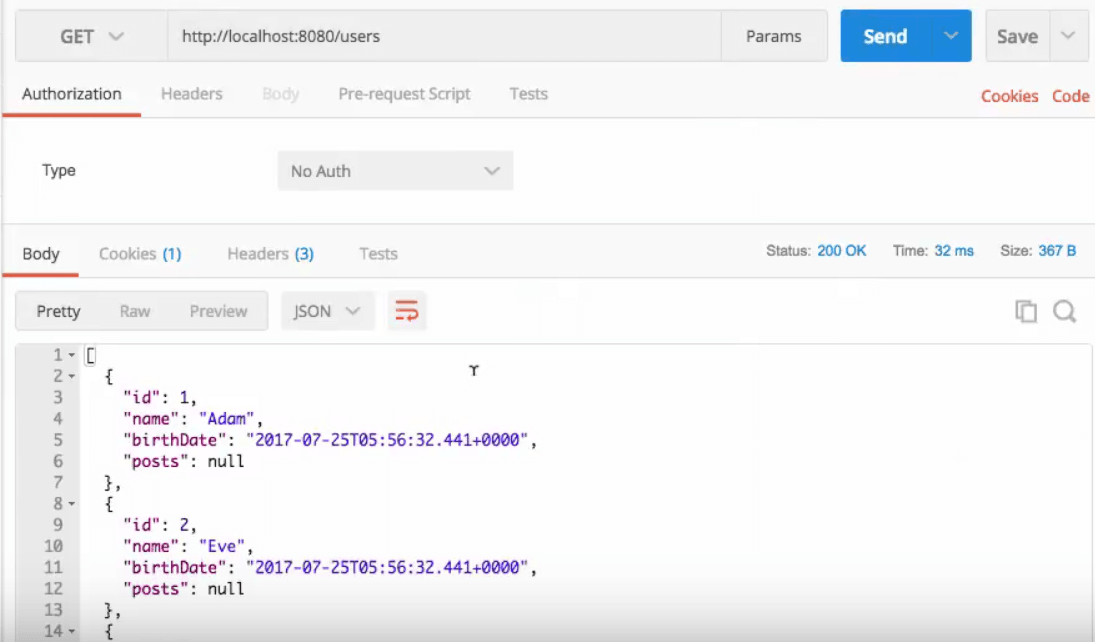 GET http://localhost:8080/users Params Send Save
Authorization Headers Body Pre-request Script Tests Cookies Code
Type No Auth
Body Cookies (1) Headers (3) Tests Status: 200 OK Time: 32 ms Size: 367 B
Pretty Raw Preview JSON
1 [
2 {
3 "id": 1,
4 "name": "Adam",
5 "birthDate": "2017-07-25T05:56:32.441+0000",
6 "posts": null
7 },
8 {
9 "id": 2,
10 "name": "Eve",
11 "birthDate": "2017-07-25T05:56:32.441+0000",
12 "posts": null
13 },
14 {